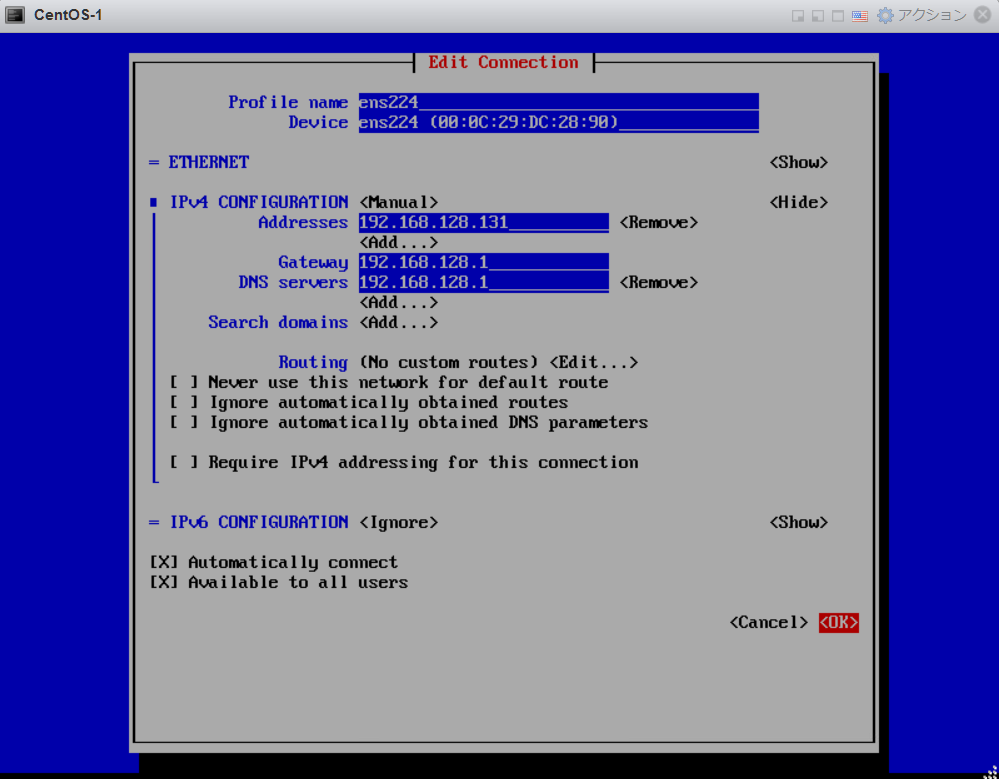 CentOS-1 アクション
Edit Connection
Profile name ens224
Device ens224 (00:0C:29:DC:28:90)
= ETHERNET <Show>
IPv4 CONFIGURATION <Manual> <Hide>
Addresses 192.168.128.131 <Remove>
<Add...>
Gateway 192.168.128.1
DNS servers 192.168.128.1 <Remove>
<Add...>
Search domains <Add...>
Routing (No custom routes) <Edit...>
[ ] Never use this network for default route
[ ] Ignore automatically obtained routes
[ ] Ignore automatically obtained DNS parameters
[ ] Require IPv4 addressing for this connection
= IPv6 CONFIGURATION <Ignore> <Show>
[X] Automatically connect
[X] Available to all users
<Cancel> <OK>